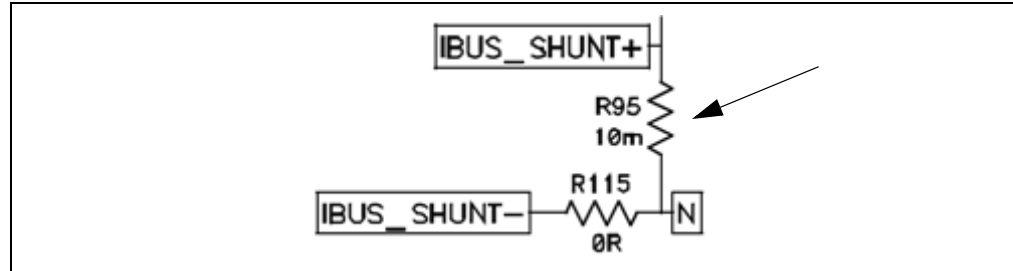 IBUS_SHUNT+
R95
10m
R115
IBUS_SHUNT-
N
0R